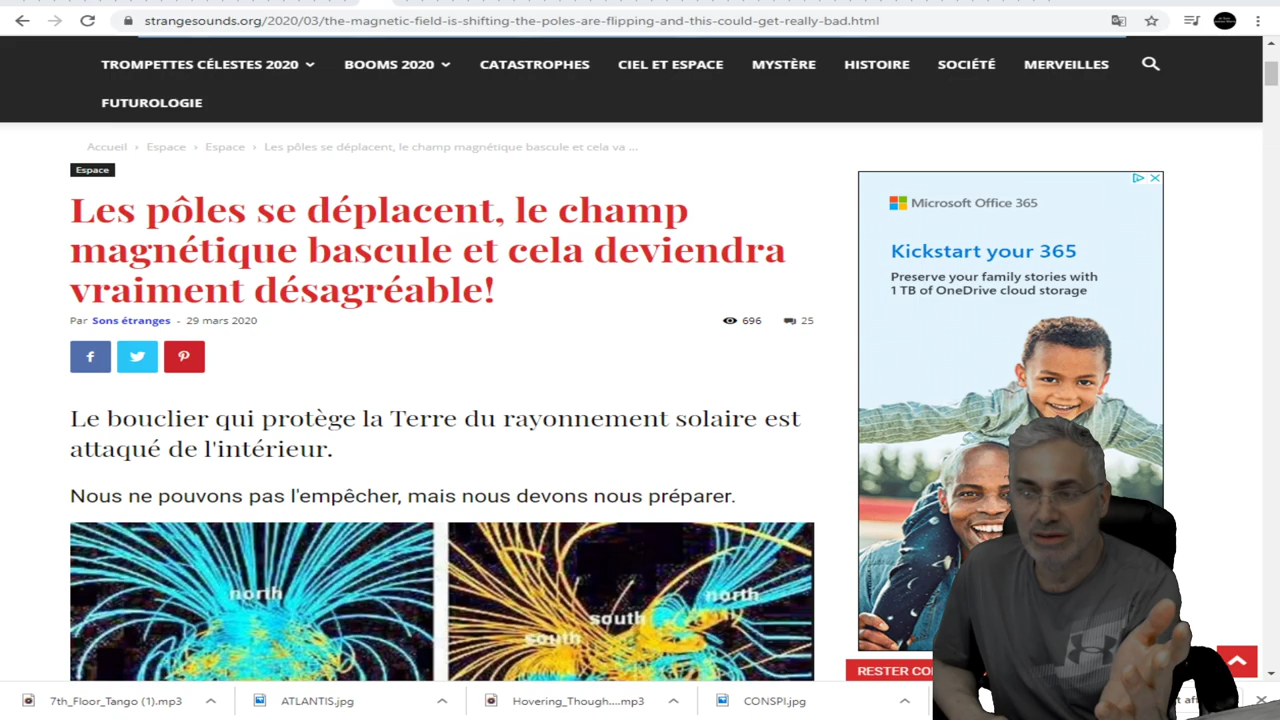 strangesounds.org/2020/03/the-magnetic-field-is-shifting-the-poles-are-flipping-and-this-could-get-really-bad.html
TROMPETTES CÉLESTES 2020 BOOMS 2020 CATASTROPHES CIEL ET ESPACE MYSTÈRE HISTOIRE SOCIÉTÉ MERVEILLES
FUTUROLOGIE
Accueil > Espace > Espace > Les pôles se déplacent, le champ magnétique bascule et cela va ...
Espace
Les pôles se déplacent, le champ
magnétique bascule et cela deviendra
vraiment désagréable!
Par Sons étranges - 29 mars 2020 696 25
Le bouclier qui protège la Terre du rayonnement solaire est
attaqué de l'intérieur.
Nous ne pouvons pas l'empêcher, mais nous devons nous préparer.
north
south
south
north
Microsoft Office 365
Kickstart your 365
Preserve your family stories with
1 TB of OneDrive cloud storage
RESTER
7th_Floor_Tango (1).mp3 ATLANTIS.jpg Hovering_Though....mp3 CONSPI.jpg